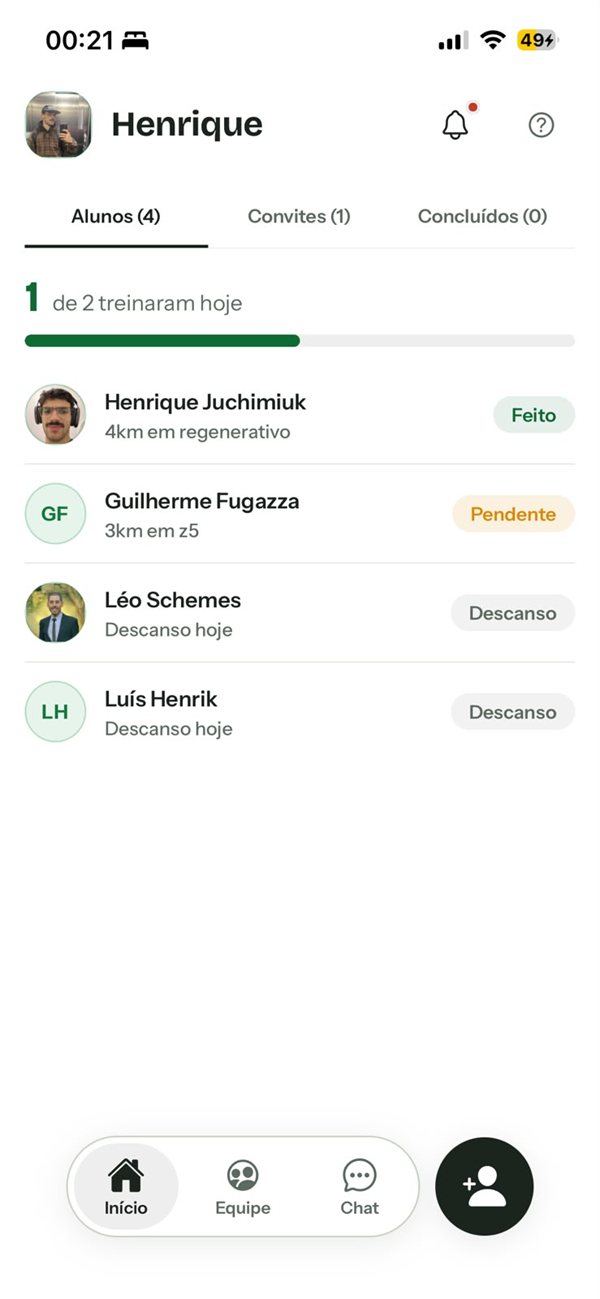 00:21
49
Henrique
Alunos (4)
Convites (1)
Concluídos (0)
1 de 2 treinaram hoje
Henrique Juchimiuk
4km em regenerativo
Feito
GF
Guilherme Fugazza
3km em z5
Pendente
Léo Schemes
Descanso hoje
Descanso
LH
Luís Henrik
Descanso hoje
Descanso
Início
Equipe
Chat